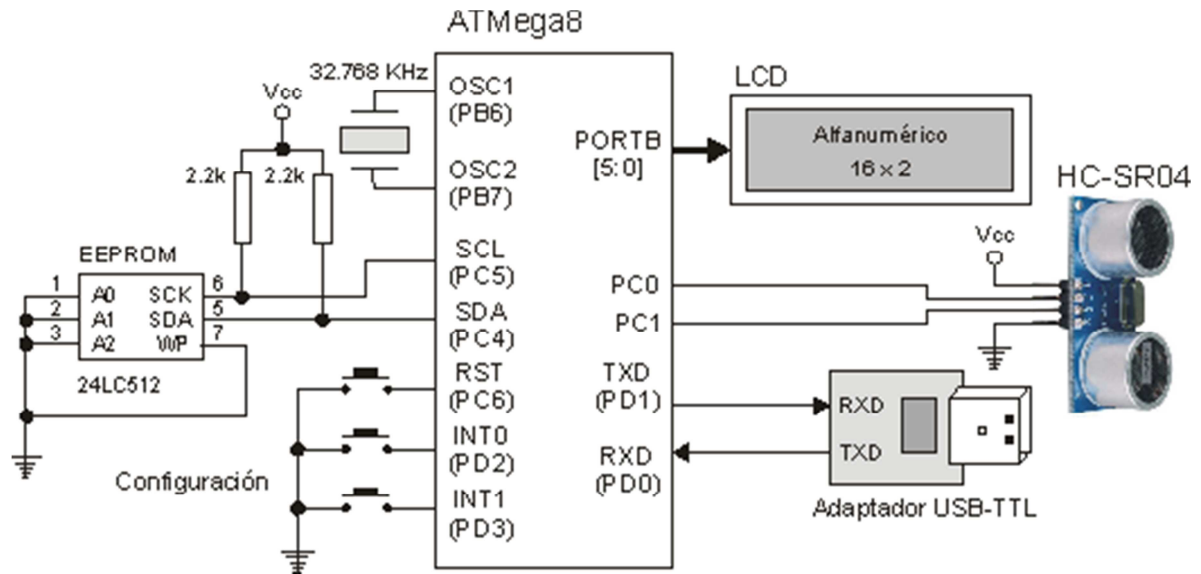 ATMega8
32.768 KHz
Vcc
2.2k
2.2k
EEPROM
1
A0
SCK
6
2
A1
SDA
5
3
A2
WP
7
24LC512
Configuración
OSC1
(PB6)
OSC2
(PB7)
SCL
(PC5)
SDA
(PC4)
RST
(PC6)
INT0
(PD2)
INT1
(PD3)
PORTB
[5:0]
PC0
PC1
TXD
(PD1)
RXD
(PD0)
LCD
Alfanumérico
16 x 2
HC-SR04
Vcc
RXD
TXD
Adaptador USB-TTL